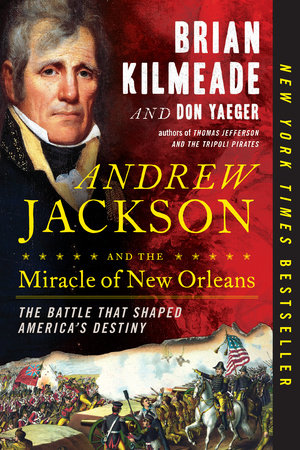 BRIAN
KILMEADE
AND DON YAEGER
authors of THOMAS JEFFERSON
AND THE TRIPOLI PIRATES
ANDREW
JACKSON
AND THE
Miracle of New Orleans
THE BATTLE THAT SHAPED
AMERICA'S DESTINY
NEW YORK TIMES BESTSELLER